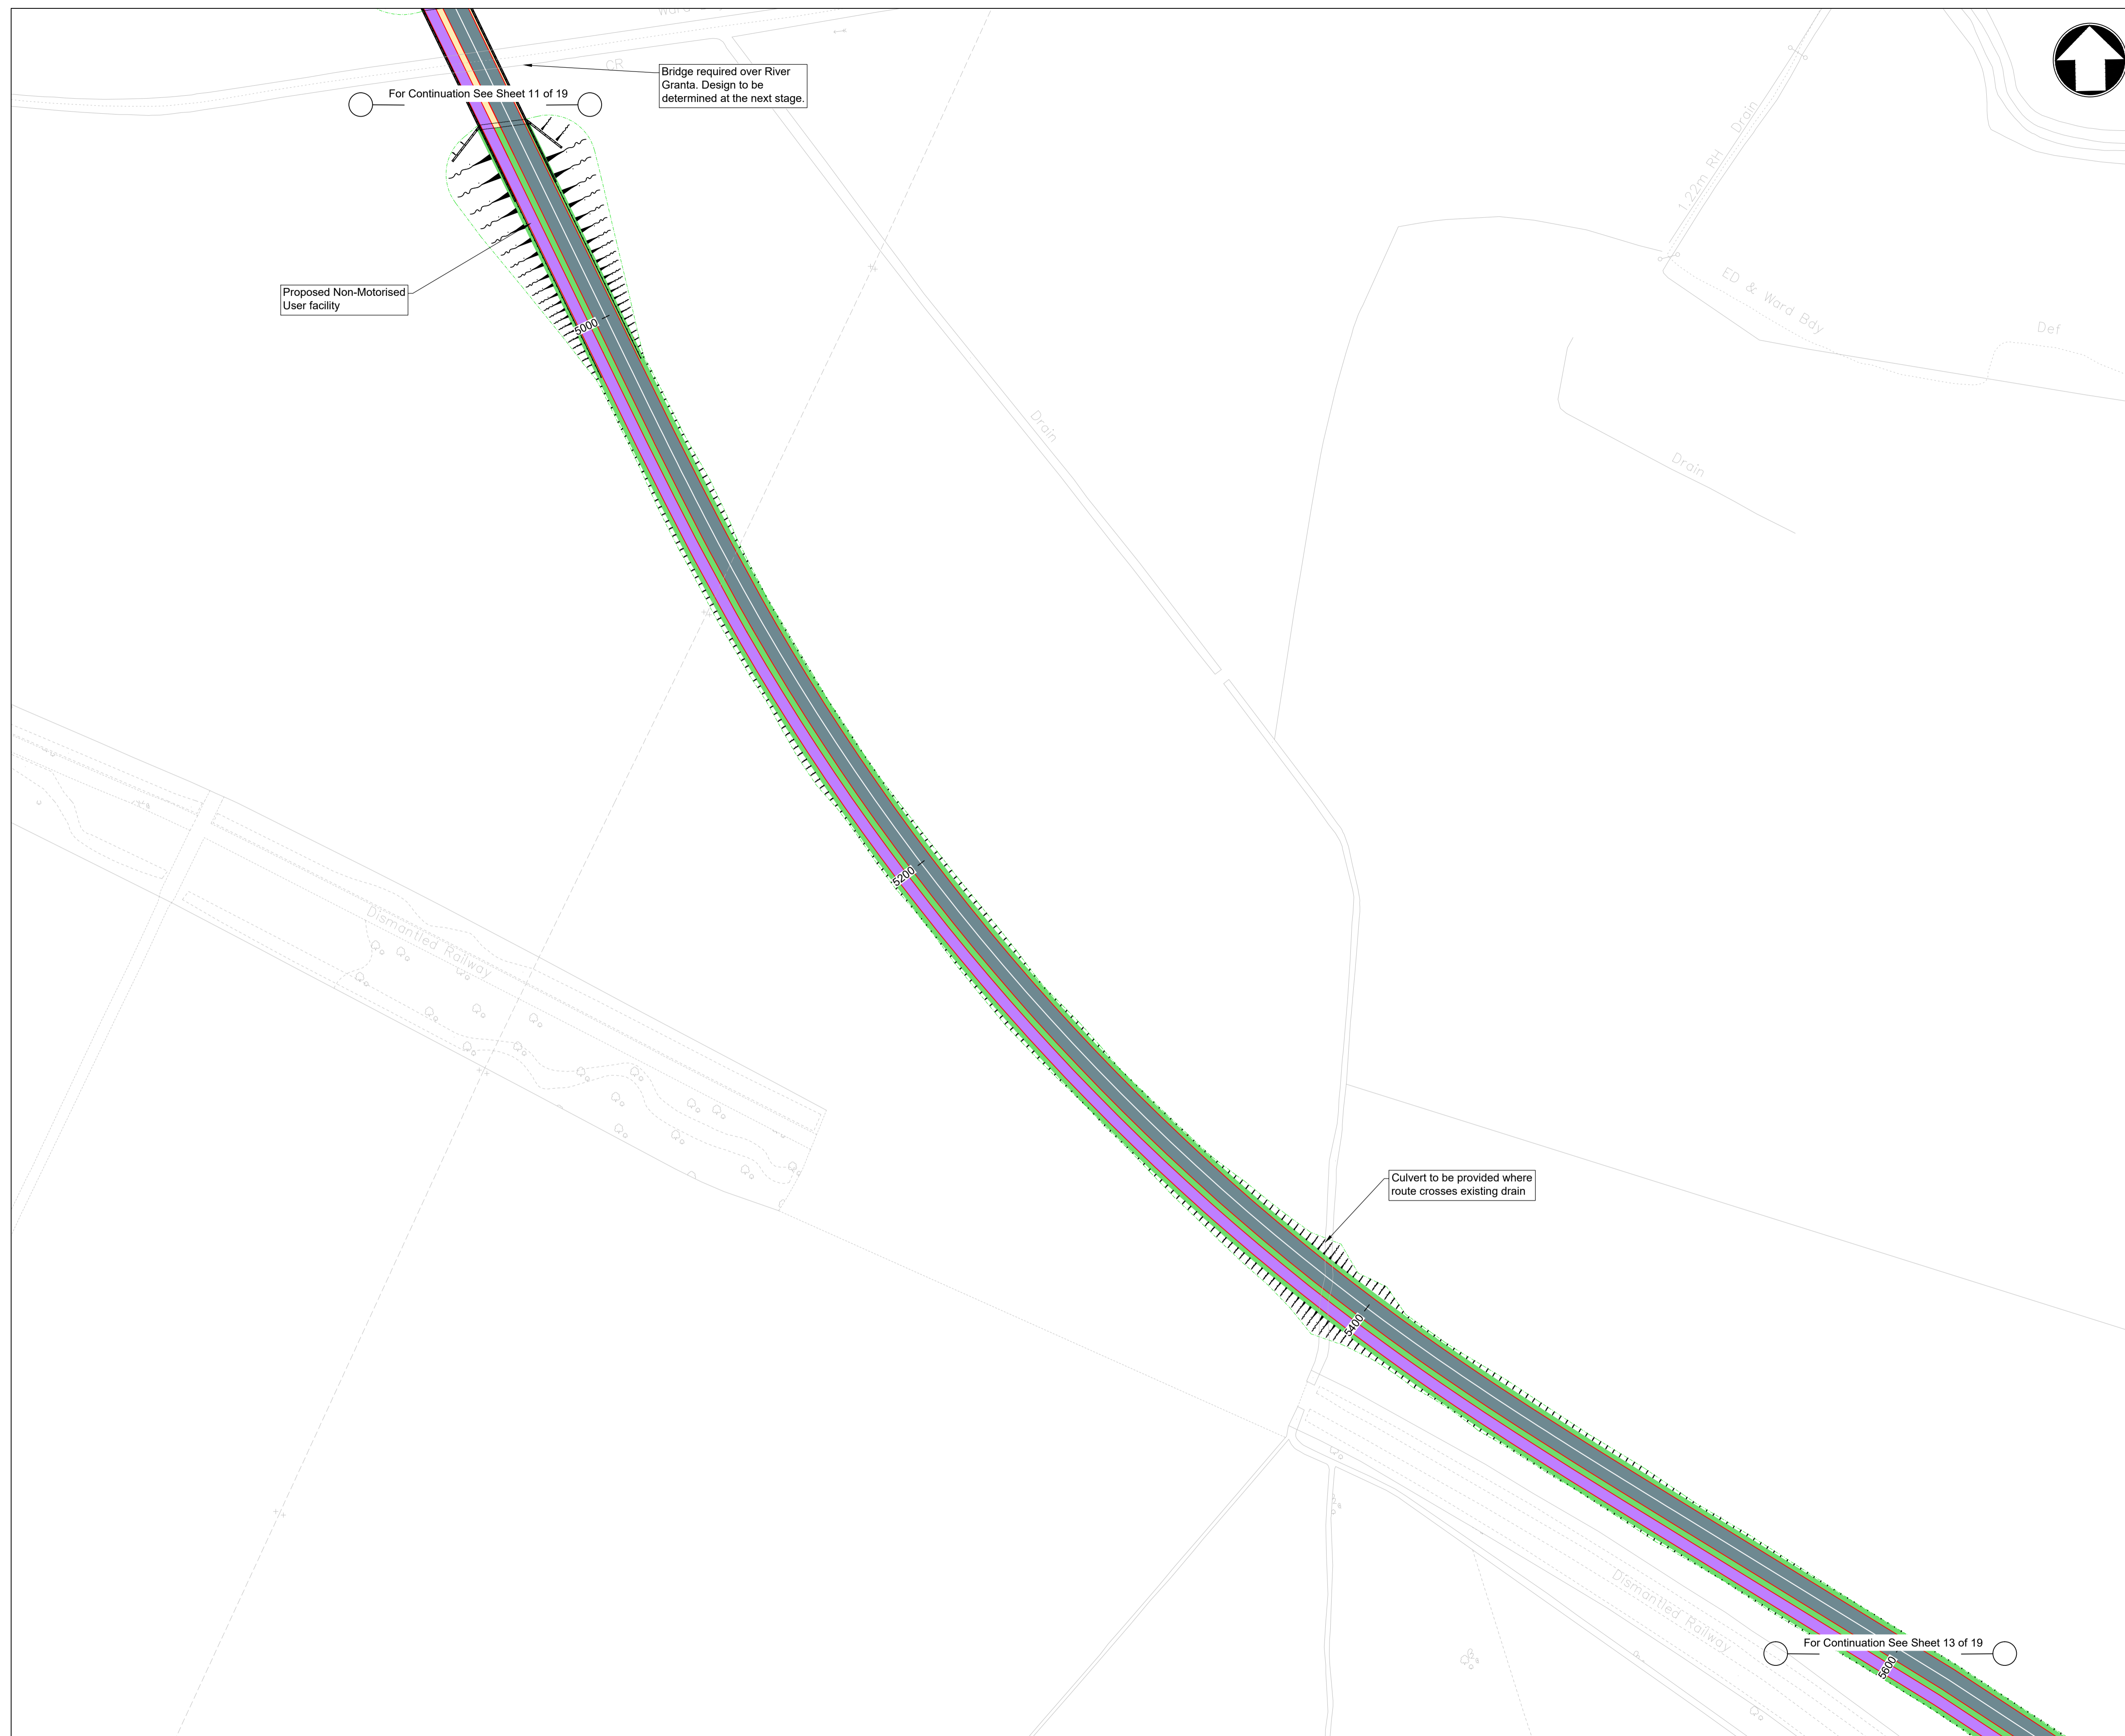 CR
Bridge required over River
Granta. Design to be
determined at the next stage.
For Continuation See Sheet 11 of 19
Drain
1.22m RH
ED & Ward Bdy
Def
Proposed Non-Motorised
User facility
5000
Drain
Drain
5200
Dismantled Railway
Culvert to be provided where
route crosses existing drain
5400
Dismantled Railway
For Continuation See Sheet 13 of 19
5600